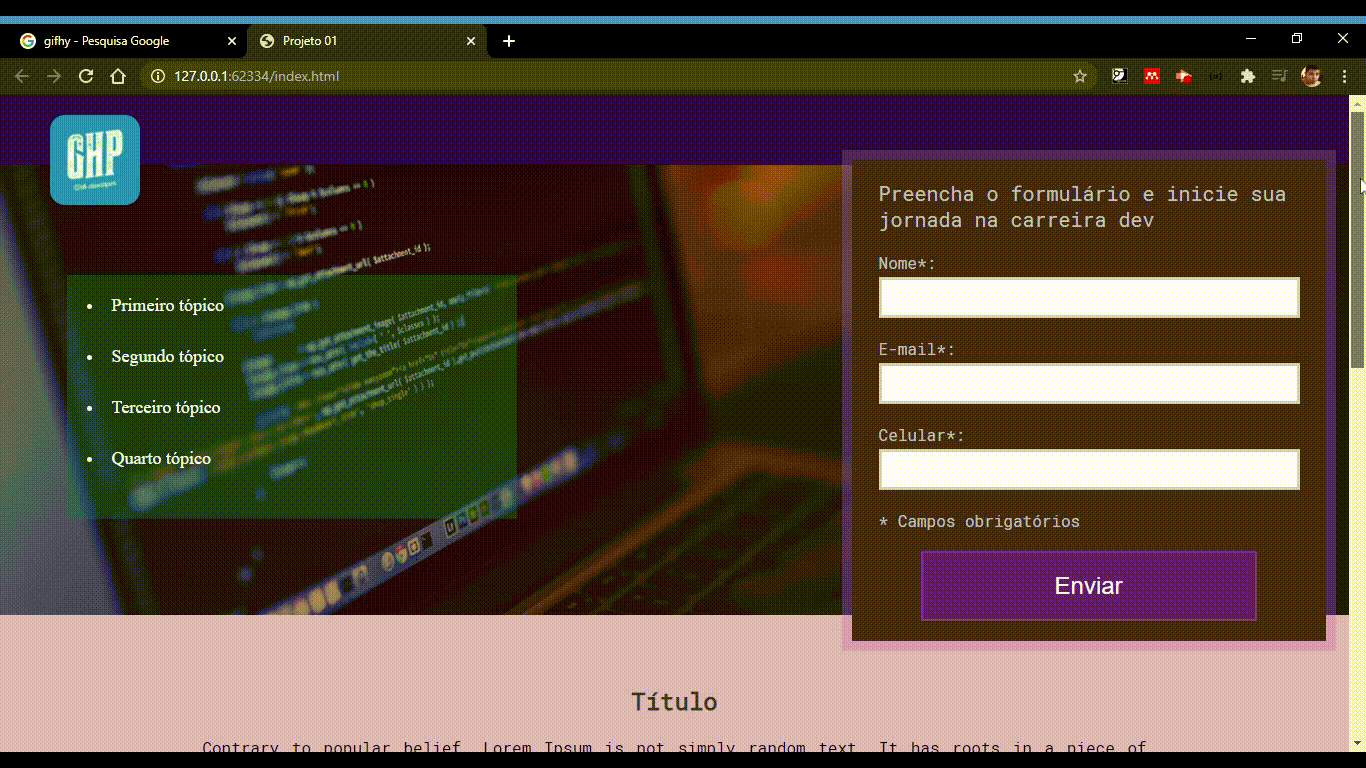 gifhy - Pesquisa Google
Projeto 01
127.0.0.1:62334/index.html
GHP
Preencha o formulário e inicie sua
jornada na carreira dev
Nome*:
E-mail*:
Celular*:
* Campos obrigatórios
Enviar
Primeiro tópico
Segundo tópico
Terceiro tópico
Quarto tópico
Título
Contrary to popular belief, Lorem Ipsum is not simply random text. It has roots in a piece of